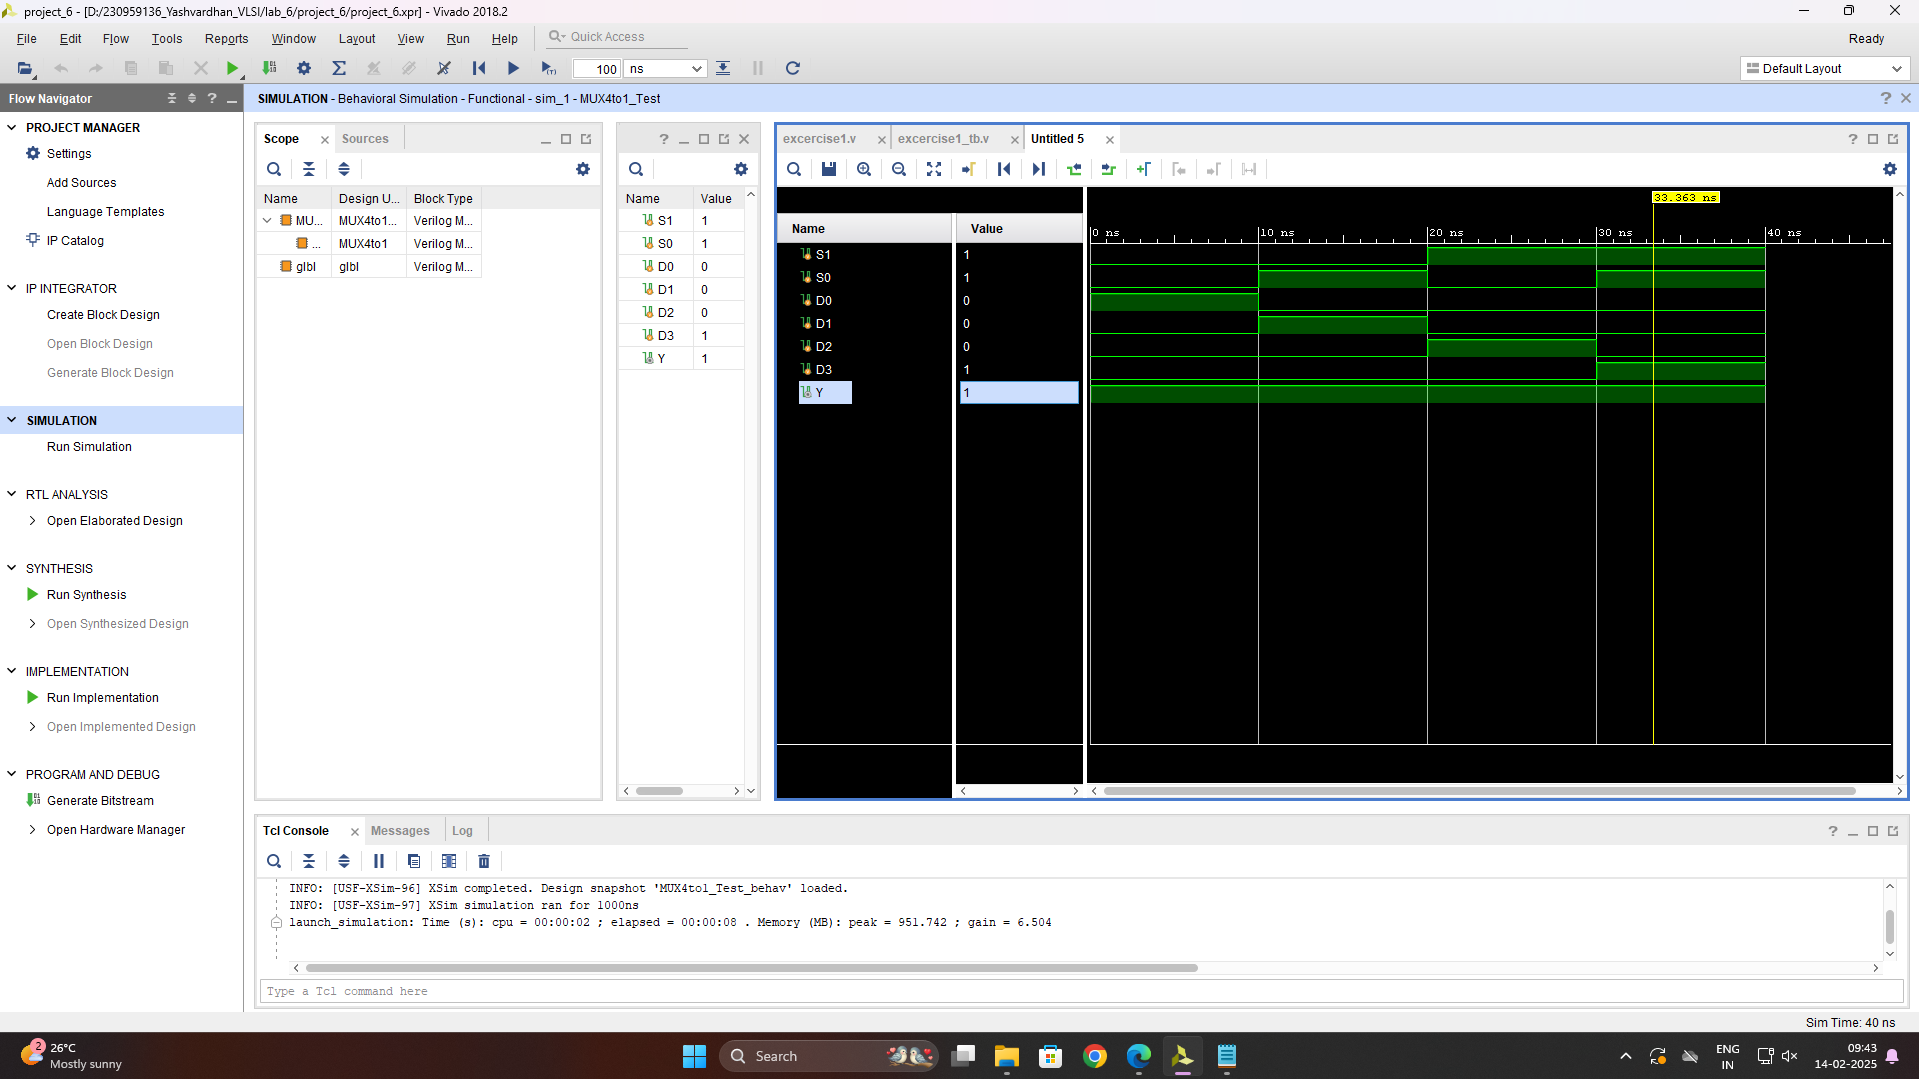 project_6 - [D:/230959136_Yashvardhan_VLSI/lab_6/project_6/project_6.xpr] - Vivado 2018.2
File Edit Flow Tools Reports Window Layout View Run Help Quick Access
Ready
100 ns
Default Layout
Flow Navigator
SIMULATION - Behavioral Simulation - Functional - sim_1 - MUX4to1_Test
PROJECT MANAGER
Settings
Add Sources
Language Templates
IP Catalog
IP INTEGRATOR
Create Block Design
Open Block Design
Generate Block Design
SIMULATION
Run Simulation
RTL ANALYSIS
Open Elaborated Design
SYNTHESIS
Run Synthesis
Open Synthesized Design
IMPLEMENTATION
Run Implementation
Open Implemented Design
PROGRAM AND DEBUG
Generate Bitstream
Open Hardware Manager
Scope Sources
Name Design U... Block Type
MU... MUX4to1... Verilog M...
... MUX4to1 Verilog M...
glbl glbl Verilog M...
Name Value
S1 1
S0 1
D0 0
D1 0
D2 0
D3 1
Y 1
excercise1.v excercise1_tb.v Untitled 5
33.363 ns
Name Value
0 ns 10 ns 20 ns 30 ns 40 ns
S1 1
S0 1
D0 0
D1 0
D2 0
D3 1
Y 1
Tcl Console Messages Log
INFO: [USF-XSim-96] XSim completed. Design snapshot 'MUX4to1_Test_behav' loaded.
INFO: [USF-XSim-97] XSim simulation ran for 1000ns
launch_simulation: Time (s): cpu = 00:00:02 ; elapsed = 00:00:08 . Memory (MB): peak = 951.742 ; gain = 6.504
Type a Tcl command here
Sim Time: 40 ns
2
26°C
Mostly sunny
Search
ENG
IN
09:43
14-02-2025